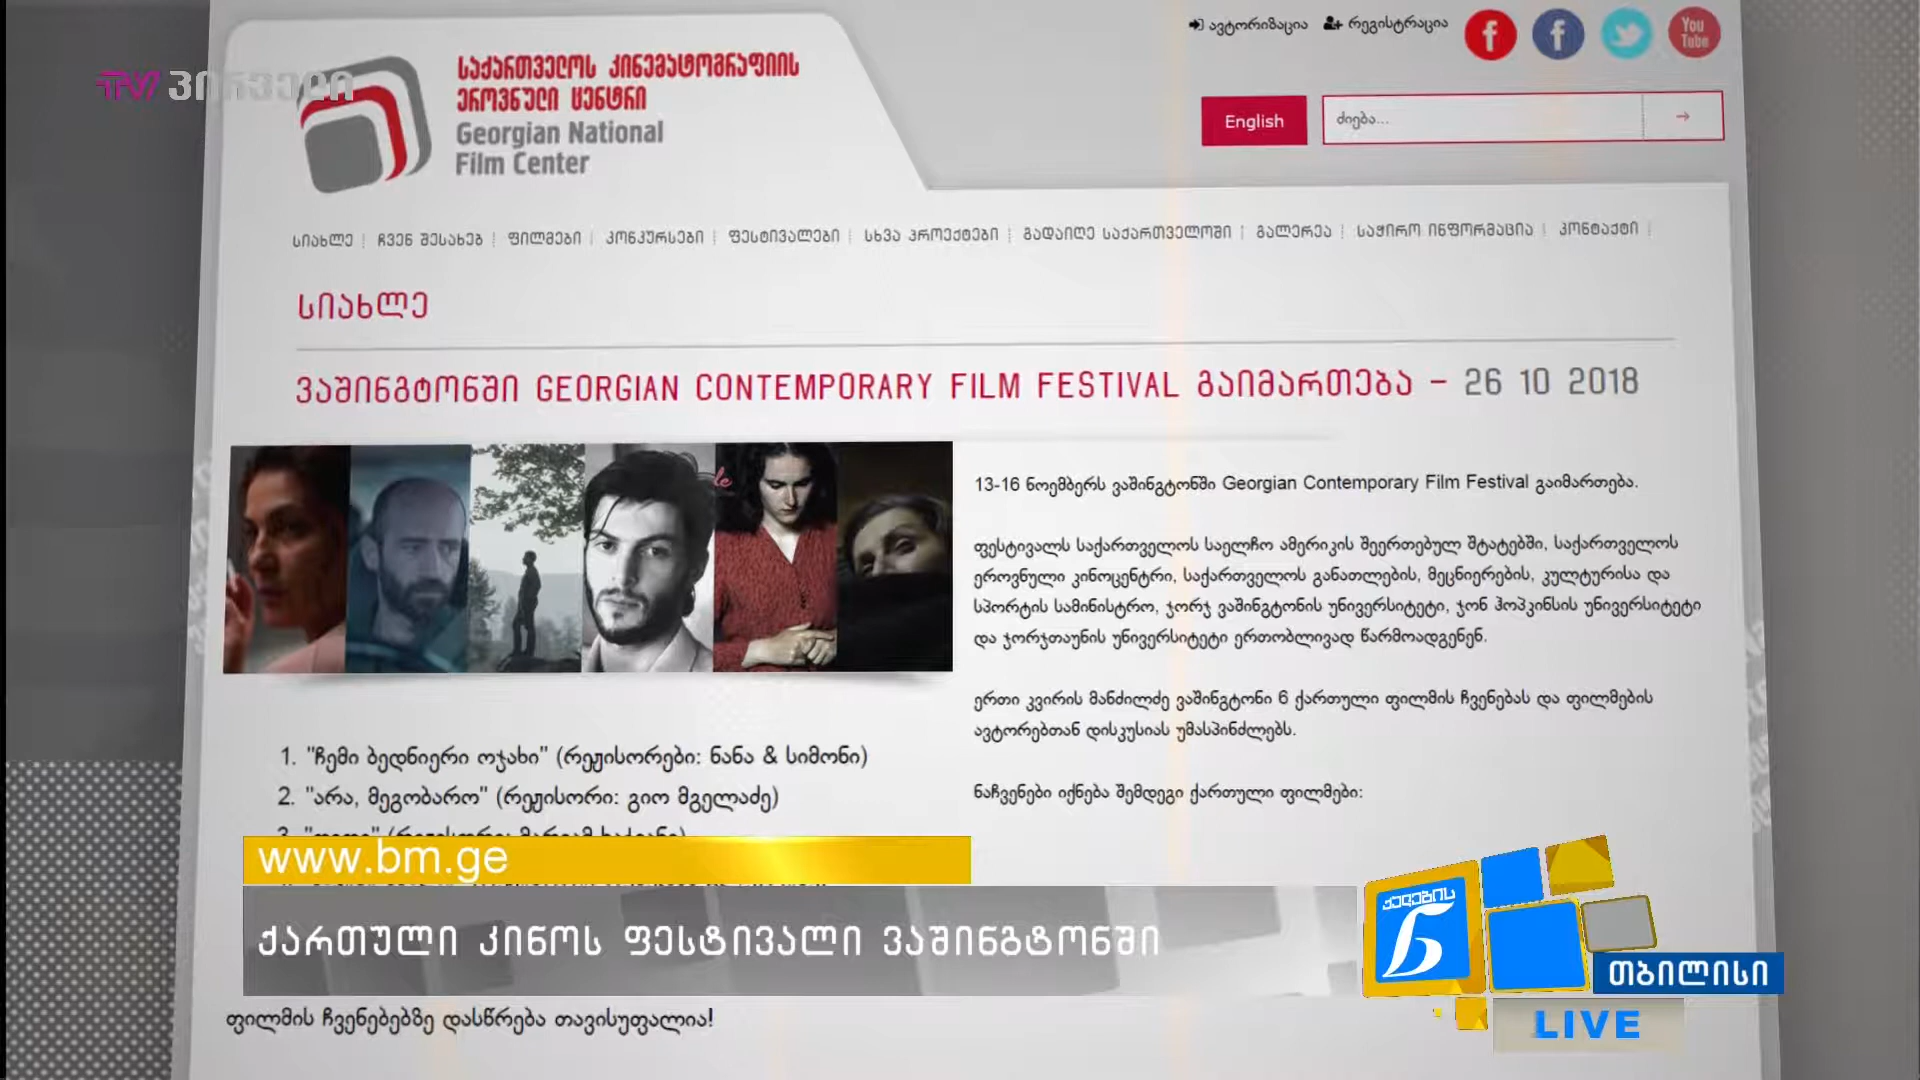 TV პირველი
საქართველოს კინემატოგრაფიის
ეროვნული ცენტრი
Georgian National
Film Center
ავტორიზაცია
რეგისტრაცია
You
Tube
English
ძიება...
სიახლე
ჩვენ შესახებ
ფილმები
კონკურსები
ფესტივალები
სხვა პროექტები
გადაიღე საქართველოში
გალერეა
საჭირო ინფორმაცია
კონტაქტი
სიახლე
ვაშინგტონში GEORGIAN CONTEMPORARY FILM FESTIVAL გაიმართება - 26 10 2018
13-16 ნოემბერს ვაშინგტონში Georgian Contemporary Film Festival გაიმართება.
ფესტივალს საქართველოს საელჩო ამერიკის შეერთებულ შტატებში, საქართველოს
ეროვნული კინოცენტრი, საქართველოს განათლების, მეცნიერების, კულტურისა და
სპორტის სამინისტრო, ჯორჯ ვაშინგტონის უნივერსიტეტი, ჯონ ჰოპკინსის უნივერსიტეტი
და ჯორჯთაუნის უნივერსიტეტი ერთობლივად წარმოადგენენ.
ერთი კვირის მანძილძე ვაშინგტონი 6 ქართული ფილმის ჩვენებას და ფილმების
ავტორებთან დისკუსიას უმასპინძლებს.
ნაჩვენები იქნება შემდეგი ქართული ფილმები:
1. "ჩემი ბედნიერი ოჯახი" (რეჟისორები: ნანა & სიმონი)
2. "არა, მეგობარო" (რეჟისორი: გიო მგელაძე)
www.bm.ge
ქართული კინოს ფესტივალი ვაშინგტონში
ფილმის ჩვენებებზე დასწრება თავისუფალია!
თბილისი
LIVE